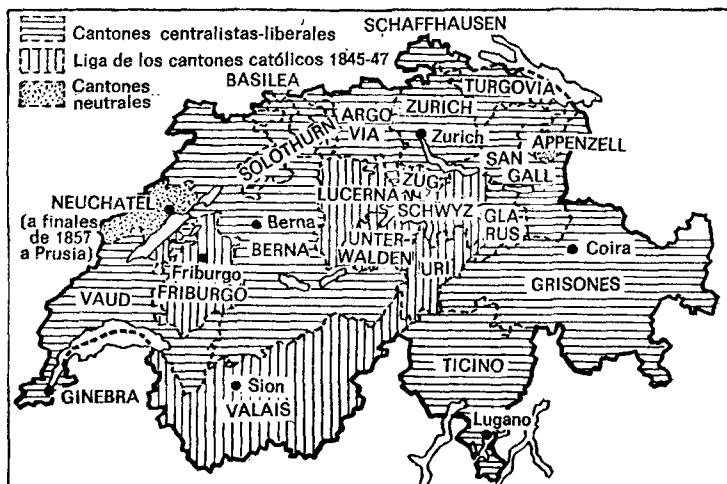 SCHAFFHAUSEN
Cantones centralistas-liberales
Liga de los cantones católicos 1845-47
Cantones
neutrales
BASILEA
TURGOVIA
ARGO
VIA
ZURICH
Zurich
SOLOTHURN
APPENZELL
SAN
GALL
NEUCHATEL
(a finales
de 1857
a Prusia)
LUCERNA
ZUG
SCHWYZ
GLA-
RUS
Berna
BERNA
UNTER-
WALDEN
URI
Coira
Friburgo
FRIBURGO
GRISONES
VAUD
TICINO
GINEBRA
Sion
VALAIS
Lugano